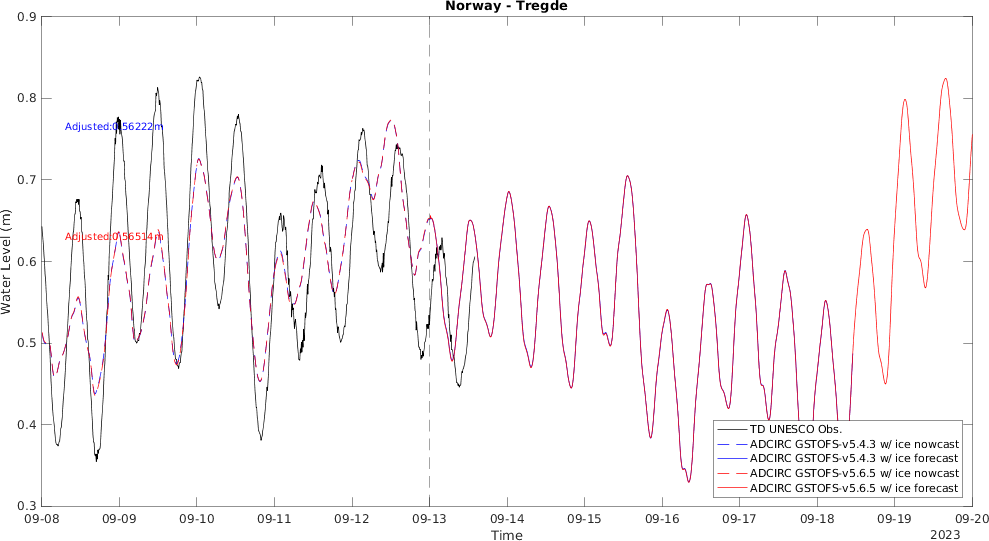 Norway - Tregde
Water Level (m)
0.9
0.8
0.7
0.6
0.5
0.4
0.3
Adjusted:0.56222m
Adjusted:0.56514m
TD UNESCO Obs.
ADCIRC GSTOFS-v5.4.3 w/ ice nowcast
ADCIRC GSTOFS-v5.4.3 w/ ice forecast
ADCIRC GSTOFS-v5.6.5 w/ ice nowcast
ADCIRC GSTOFS-v5.6.5 w/ ice forecast
09-08 09-09 09-10 09-11 09-12 09-13 09-14 09-15 09-16 09-17 09-18 09-19 09-20
Time
2023